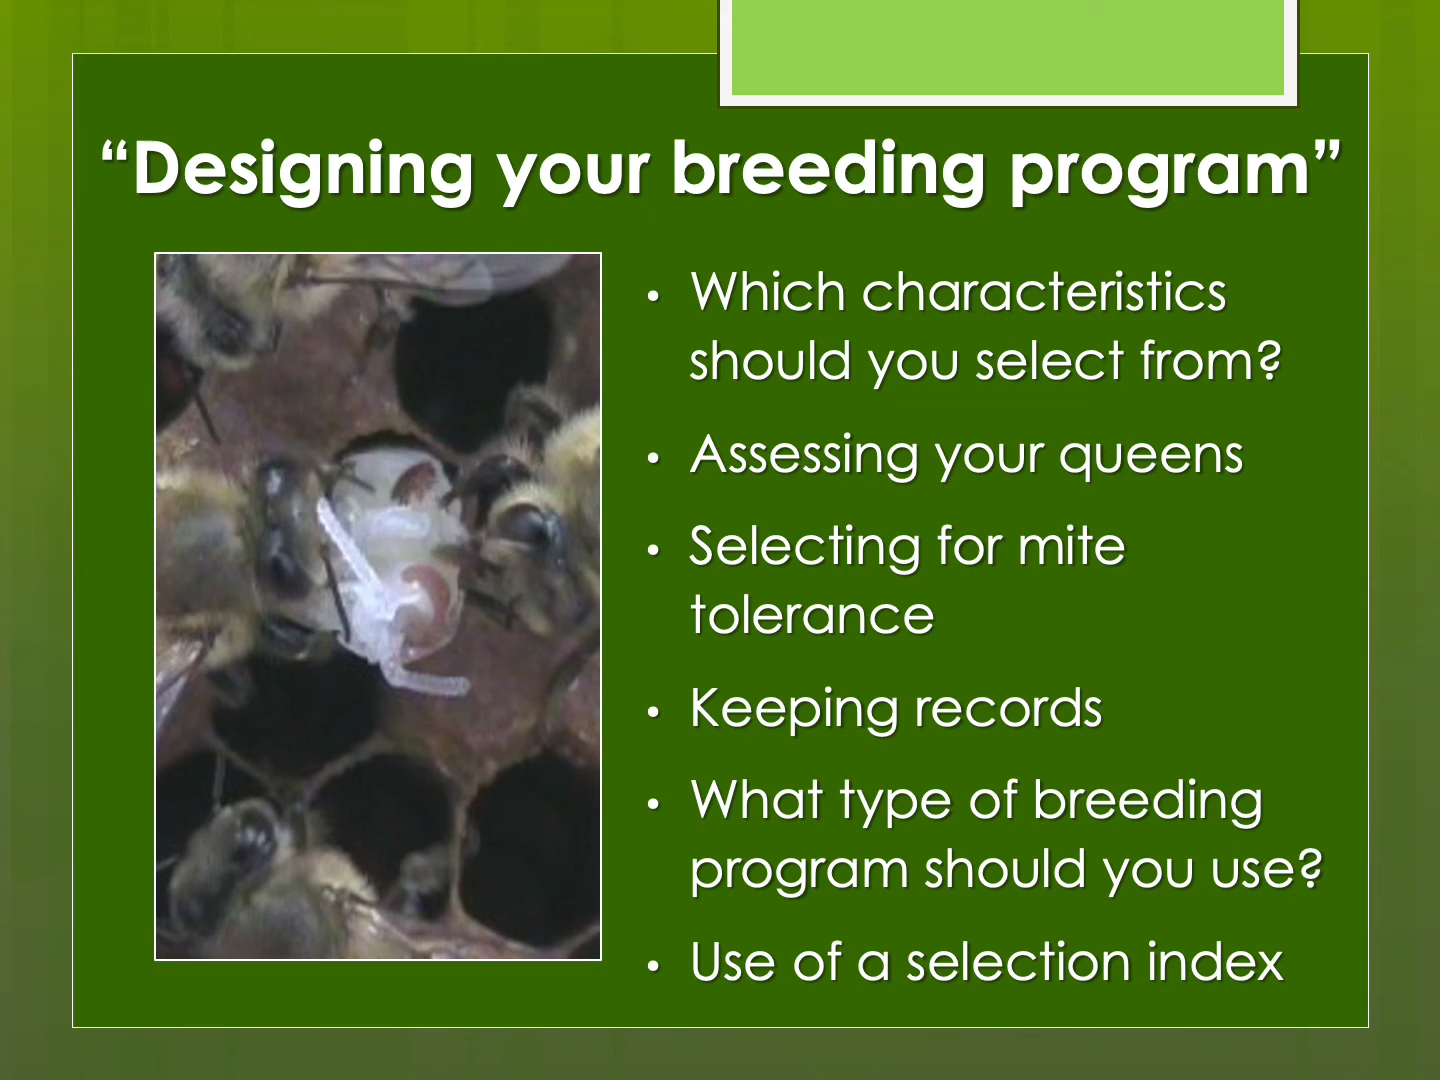 “Designing your breeding program”
• Which characteristics
should you select from?
• Assessing your queens
• Selecting for mite
tolerance
• Keeping records
• What type of breeding
program should you use?
• Use of a selection index